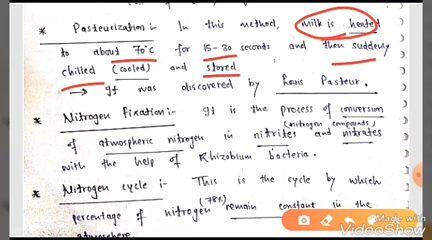 * Pasteurization :- In this method, milk is heated
to about 70°C for 15-30 seconds and then suddenly
chilled (cooled) and stored
→ It was discovered by Louis Pasteur.
* Nitrogen fixation :- It is the process of conversion
(nitrogen compounds)
of atmospheric nitrogen in nitrites and nitrates
with the help of Rhizobium bacteria.
* Nitrogen cycle :- This is the cycle by which
(78%)
percentage of nitrogen remain constant in the
atmosphere
Made with
VideoShow